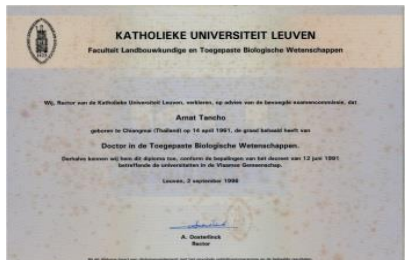 KATHOLIEKE UNIVERSITEIT LEUVEN
Faculteit Landbouwkundige en Toegepaste Biologische Wetenschappen
Wij, Rector van de Katholieke Universiteit Leuven, verklaren, op advies van de bevoegde examencommissie, dat
Arnat Tancho
geboren te Chiangmai (Thailand) op 14 april 1961, de graad behaald heeft van
Doctor in de Toegepaste Biologische Wetenschappen.
Derhalve kennen wij hem dit diploma toe, conform de bepalingen van het decreet van 12 juni 1991
betreffende de universiteiten in de Vlaamse Gemeenschap.
Leuven, 2 september 1998
A. Oosterlinck
Rector